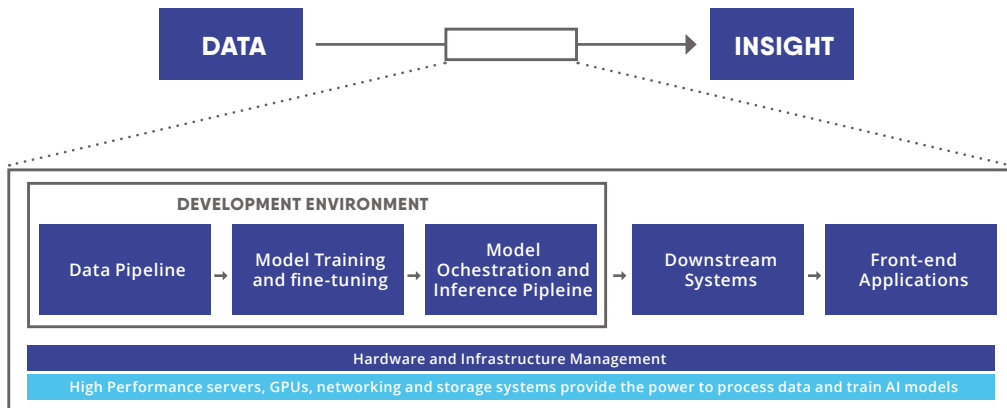 DATA
INSIGHT
DEVELOPMENT ENVIRONMENT
Data Pipeline
Model Training
and fine-tuning
Model
Ochestration and
Inference Pipleine
Downstream
Systems
Front-end
Applications
Hardware and Infrastructure Management
High Performance servers, GPUs, networking and storage systems provide the power to process data and train AI models